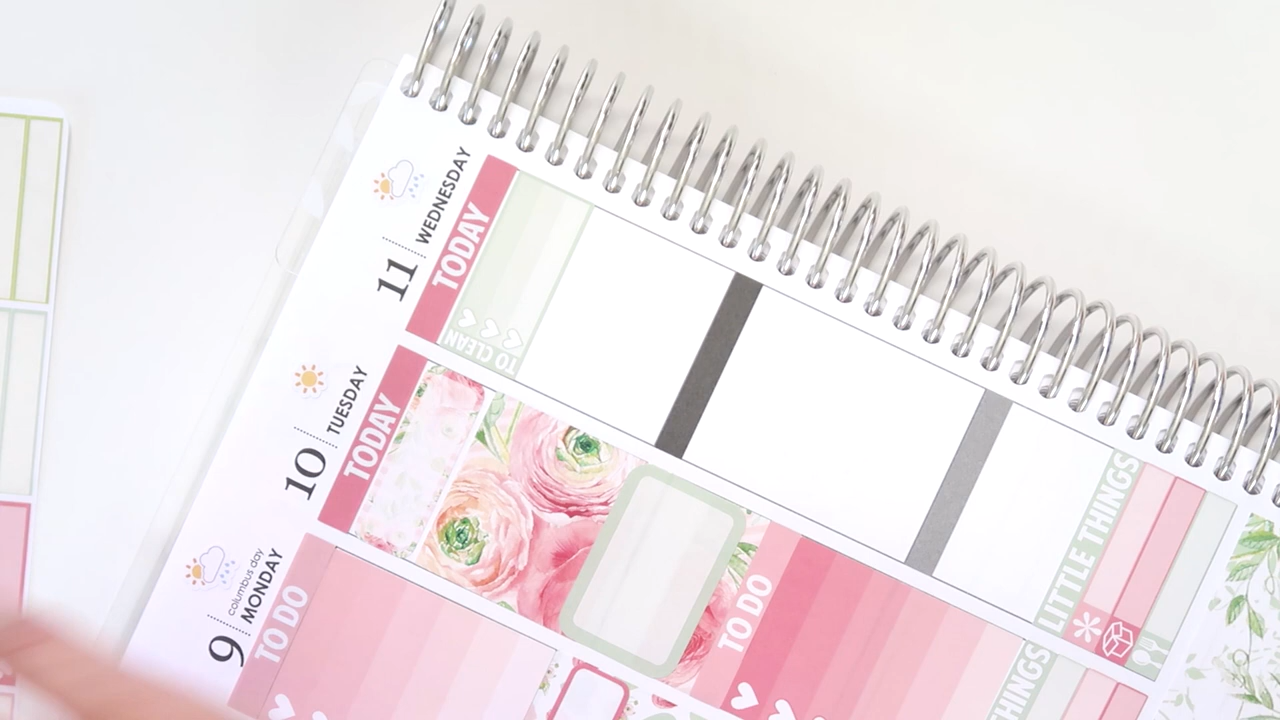 9
columbus day
MONDAY
TO DO
10
TUESDAY
TODAY
TO DO
THINGS
11
WEDNESDAY
TODAY
TO CLEAN
LITTLE THINGS